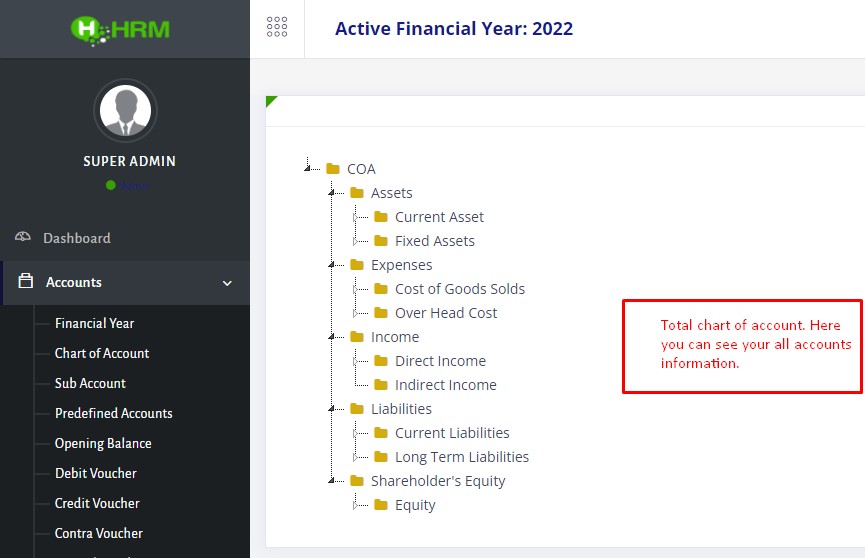 HRM
Active Financial Year: 2022
SUPER ADMIN
Dashboard
Accounts
Financial Year
Chart of Account
Sub Account
Predefined Accounts
Opening Balance
Debit Voucher
Credit Voucher
Contra Voucher
COA
Assets
Current Asset
Fixed Assets
Expenses
Cost of Goods Solds
Over Head Cost
Income
Direct Income
Indirect Income
Liabilities
Current Liabilities
Long Term Liabilities
Shareholder's Equity
Equity
Total chart of account. Here
you can see your all accounts
information.